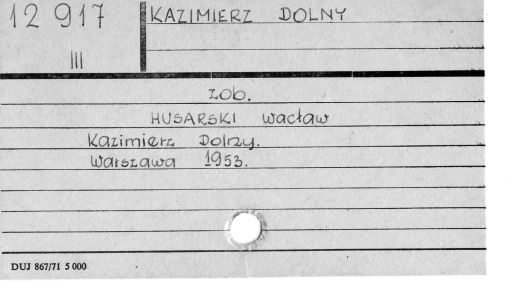 12 917
III
KAZIMIERZ DOLNY
zob.
HUSARSKI Wacław
Kazimierz Dolny.
Warszawa 1953.
DUJ 867/71 5 000